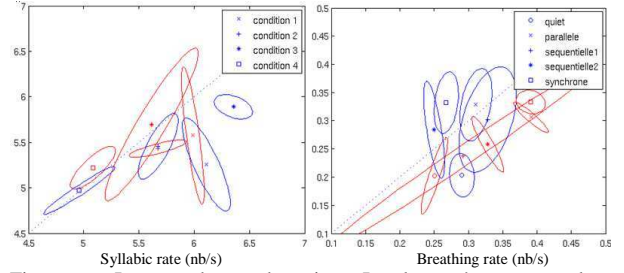 7
6.5
6
5.5
5
4.5
4.5 5 5.5 6 6.5 7
condition 1
condition 2
condition 3
condition 4
Syllabic rate (nb/s)
0.5
0.45
0.4
0.35
0.3
0.25
0.2
0.15
0.1
0.1 0.15 0.2 0.25 0.3 0.35 0.4 0.45 0.5
quiet
parallele
sequentielle1
sequentielle2
synchrone
Breathing rate (nb/s)